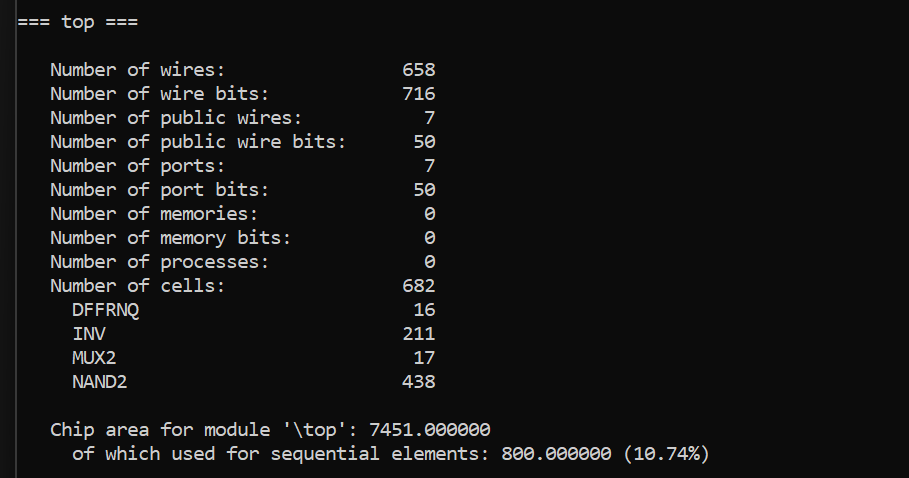 === top ===
Number of wires: 658
Number of wire bits: 716
Number of public wires: 7
Number of public wire bits: 50
Number of ports: 7
Number of port bits: 50
Number of memories: 0
Number of memory bits: 0
Number of processes: 0
Number of cells: 682
DFFRNQ 16
INV 211
MUX2 17
NAND2 438
Chip area for module '\top': 7451.000000
of which used for sequential elements: 800.000000 (10.74%)